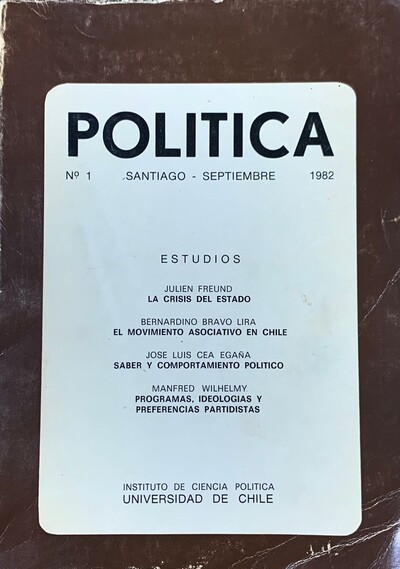 POLITICA
Nº 1 SANTIAGO - SEPTIEMBRE 1982
ESTUDIOS
JULIEN FREUND
LA CRISIS DEL ESTADO
BERNARDINO BRAVO LIRA
EL MOVIMIENTO ASOCIATIVO EN CHILE
JOSE LUIS CEA EGAÑA
SABER Y COMPORTAMIENTO POLITICO
MANFRED WILHELMY
PROGRAMAS, IDEOLOGIAS Y
PREFERENCIAS PARTIDISTAS
INSTITUTO DE CIENCIA POLITICA
UNIVERSIDAD DE CHILE